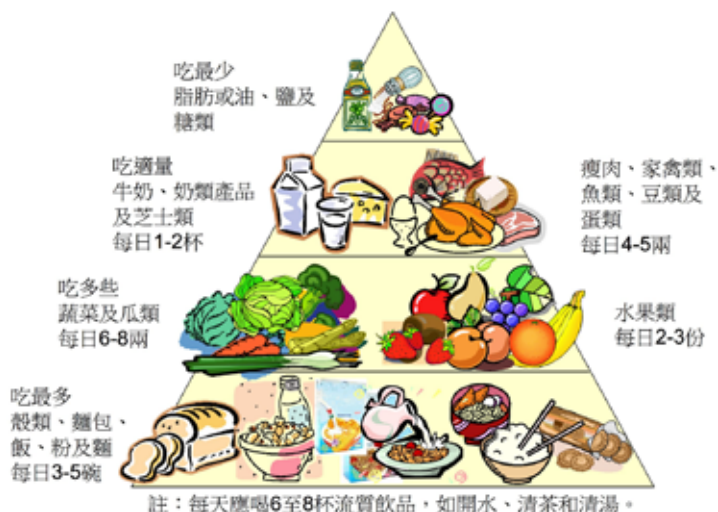 吃最少
脂肪或油、鹽及
糖類
吃適量
牛奶、奶類產品
及芝士類
每日1-2杯
瘦肉、家禽類、
魚類、豆類及
蛋類
每日4-5兩
吃多些
蔬菜及瓜類
每日6-8兩
水果類
每日2-3份
吃最多
殼類、麵包、
飯、粉及麵
每日3-5碗
註：每天應喝6至8杯流質飲品，如開水、清茶和清湯。